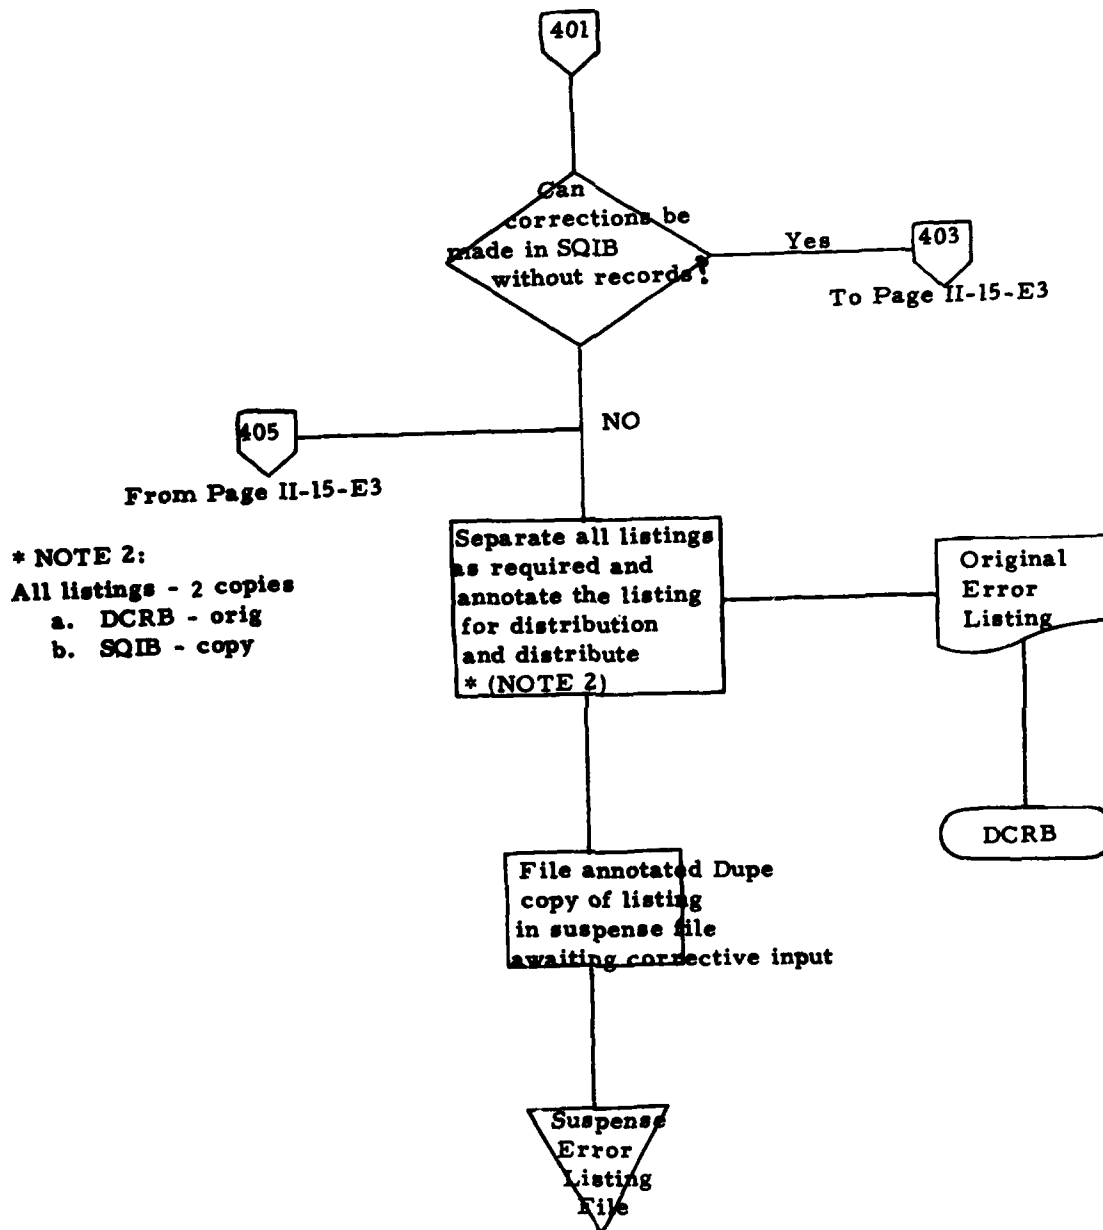 401
Can
corrections be
made in SQIB
without records?
Yes
403
To Page II-15-E3
NO
405
From Page II-15-E3
* NOTE 2:
All listings - 2 copies
a. DCRB - orig
b. SQIB - copy
Separate all listings
as required and
annotate the listing
for distribution
and distribute
* (NOTE 2)
Original
Error
Listing
DCRB
File annotated Dupe
copy of listing
in suspense file
awaiting corrective input
Suspense
Error
Listing
File